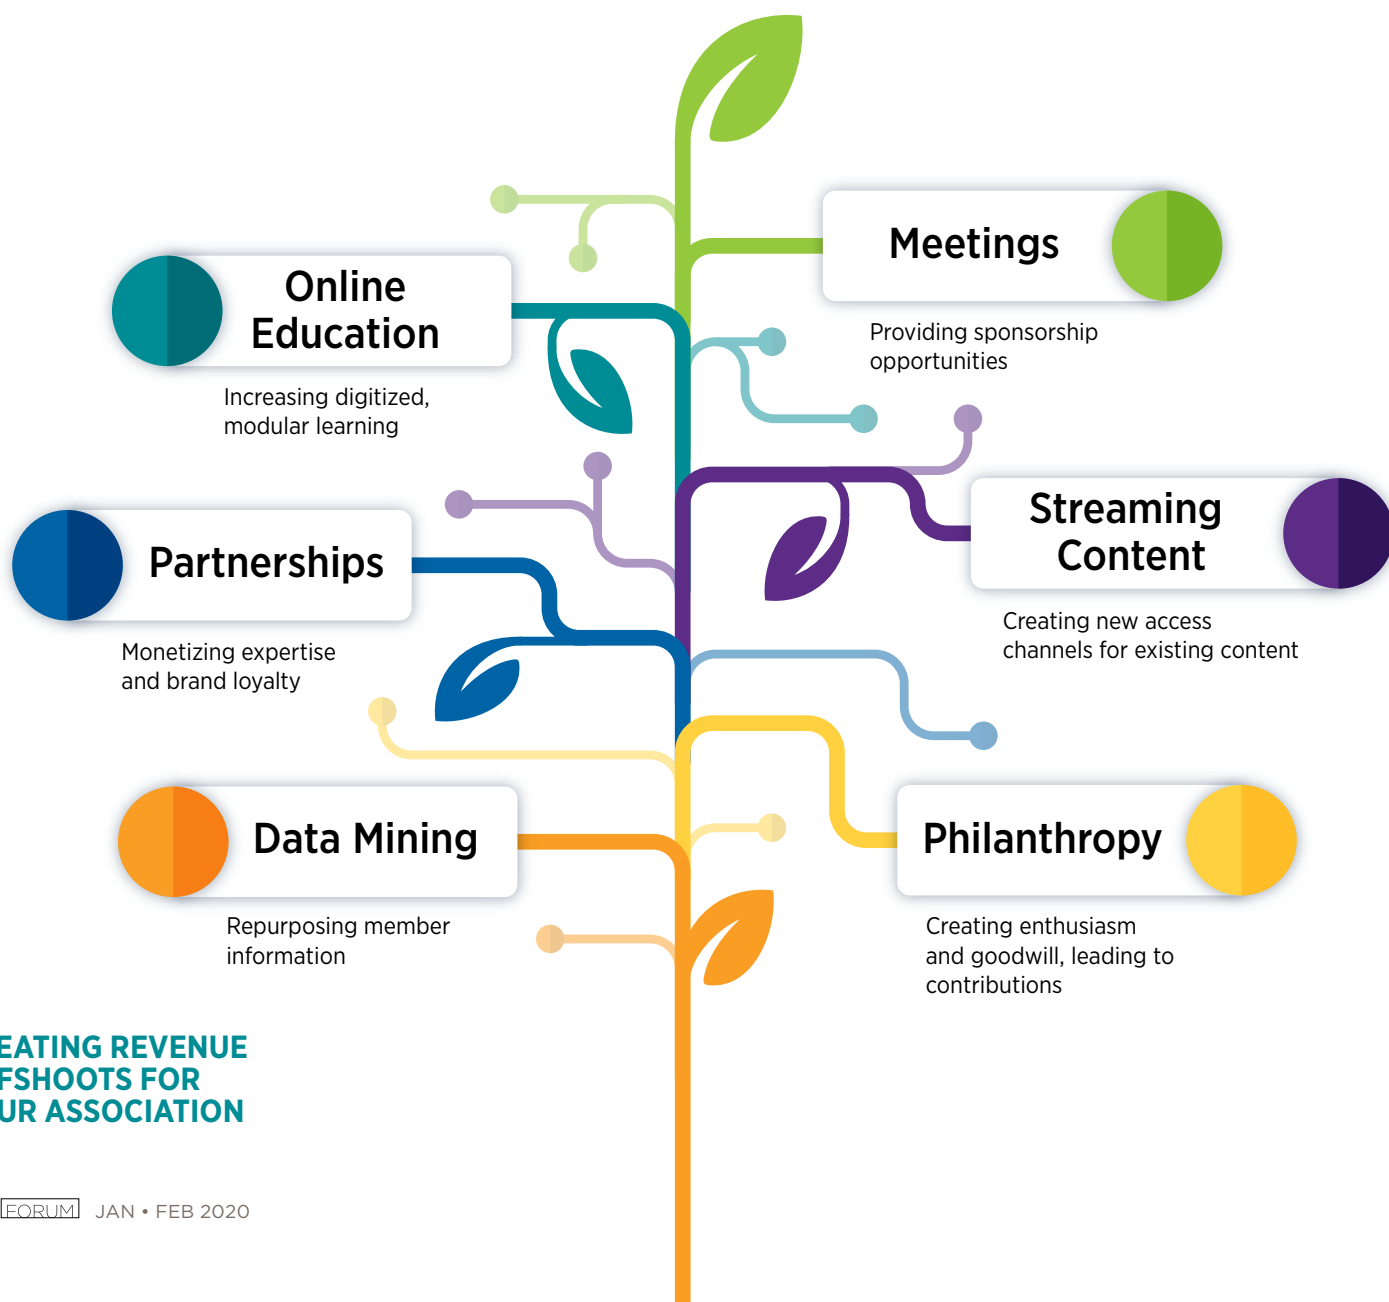 Meetings
Providing sponsorship
opportunities
Online
Education
Increasing digitized,
modular learning
Streaming
Content
Creating new access
channels for existing content
Partnerships
Monetizing expertise
and brand loyalty
Data Mining
Repurposing member
information
Philanthropy
Creating enthusiasm
and goodwill, leading to
contributions
EATING REVENUE
FSHOOTS FOR
UR ASSOCIATION
FORUM JAN • FEB 2020